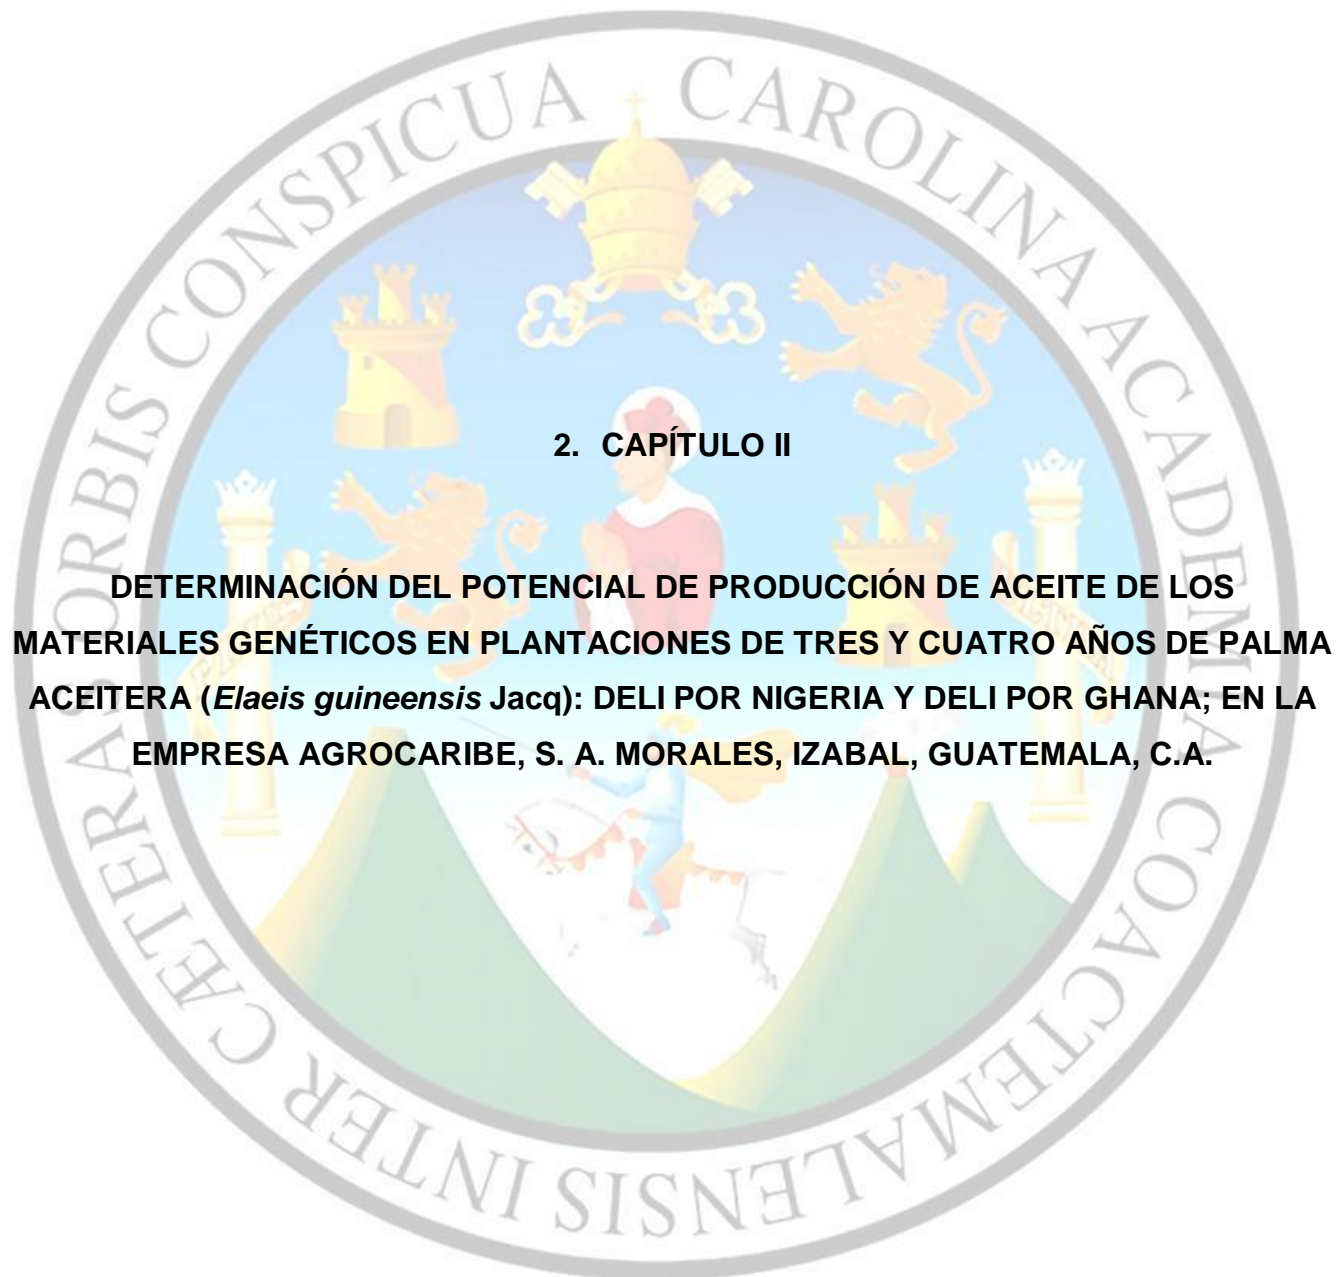 CAROLINA ACADEMIA COACTEMALENSIS INTER CÆTERAS ORBIS CONSPICUA
2. CAPÍTULO II
DETERMINACIÓN DEL POTENCIAL DE PRODUCCIÓN DE ACEITE DE LOS
MATERIALES GENÉTICOS EN PLANTACIONES DE TRES Y CUATRO AÑOS DE PALMA
ACEITERA (Elaeis guineensis Jacq): DELI POR NIGERIA Y DELI POR GHANA; EN LA
EMPRESA AGROCARIBE, S. A. MORALES, IZABAL, GUATEMALA, C.A.